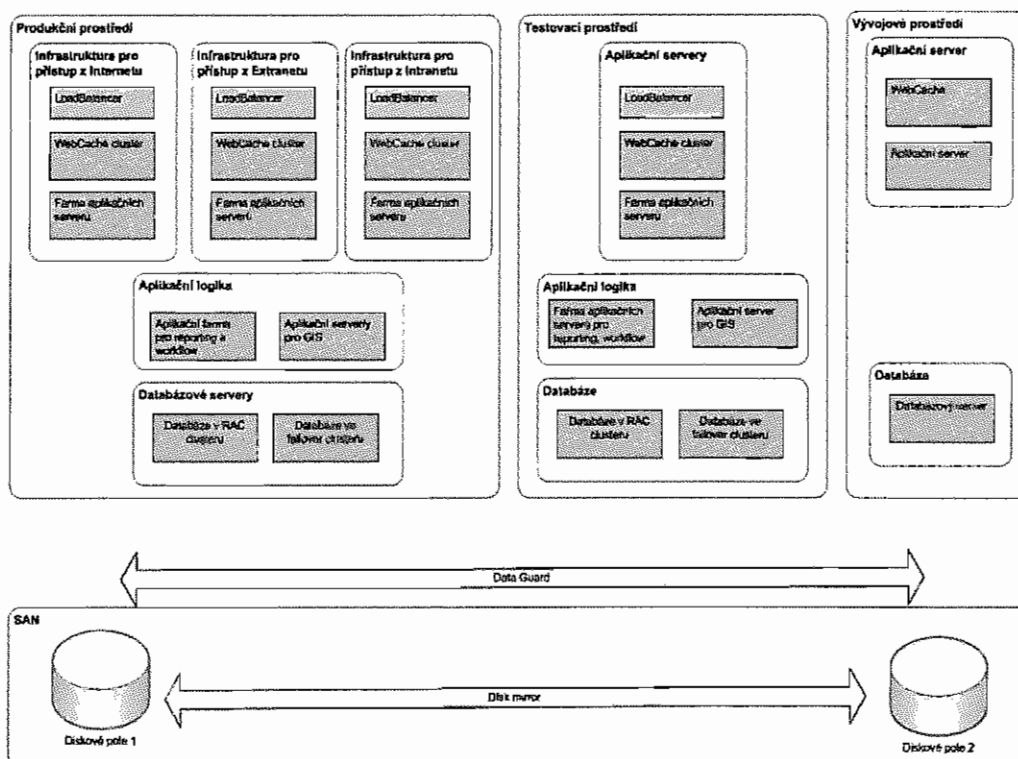 Produkční prostředí
Infrastruktura pro
přístup z Internetu
LoadBalancer
WebCache cluster
Farma aplikačních
serveru
Infrastruktura pro
přístup z Extranetu
LoadBalancer
WebCache cluster
Farma aplikačních
serverů
Infrastruktura pro
přístup z Intranetu
LoadBalancer
WebCache cluster
Farma aplikačních
serveru
Aplikační logika
Aplikační farma
pro reporting a
workflow
Aplikační servery
pro GIS
Databázové servery
Databáze v RAC
clusteru
Databáze ve
failover clusteru
Testovací prostředí
Aplikační servery
LoadBalancer
WebCache cluster
Farma aplikačních
serveru
Aplikační logika
Farma aplikačních
serverů pro
reporting, workflow
Aplikační server
pro GIS
Databáze
Databáze v RAC
clusteru
Databáze ve
failover clusteru
Vývojové prostředí
Aplikační server
WebCache
Aplikační server
Databáze
Databázový server
Data Guard
SAN
Disk mirror
Diskové pole 1
Diskové pole 2